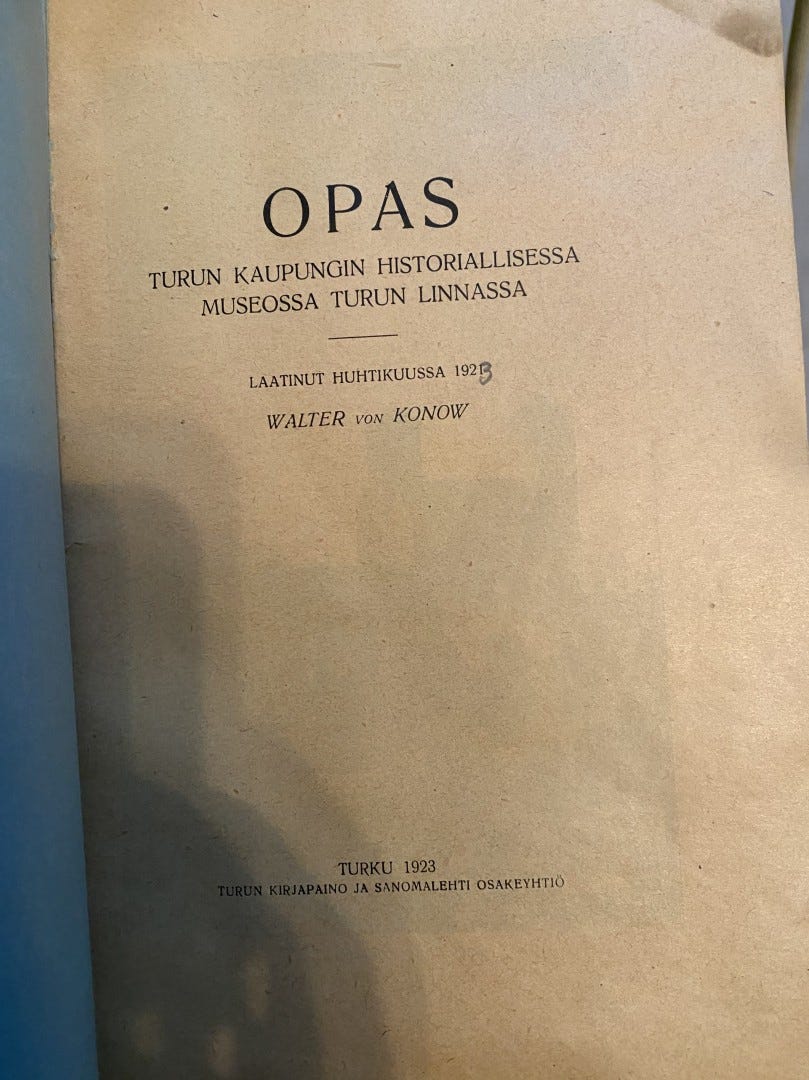 OPAS
TURUN KAUPUNGIN HISTORIALLISESSA
MUSEOSSA TURUN LINNASSA
LAATINUT HUHTIKUUSSA 1923
WALTER VON KONOW
TURKU 1923
TURUN KIRJAPAINO JA SANOMALEHTI OSAKEYHTIÖ